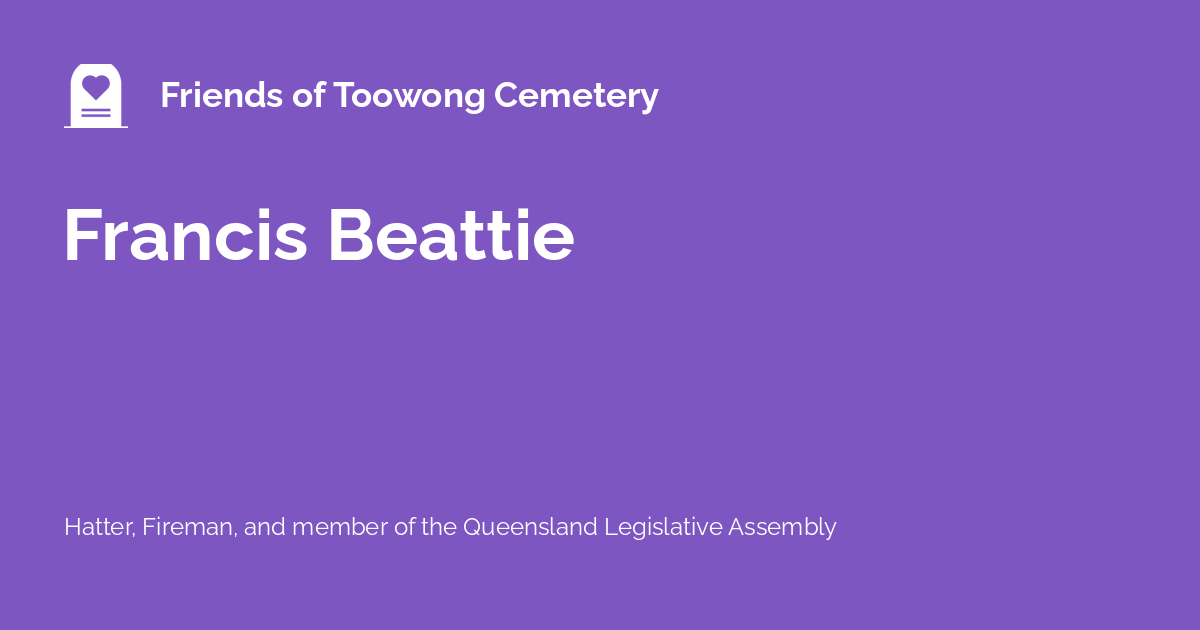 Friends of Toowong Cemetery
Francis Beattie
Hatter, Fireman, and member of the Queensland Legislative Assembly